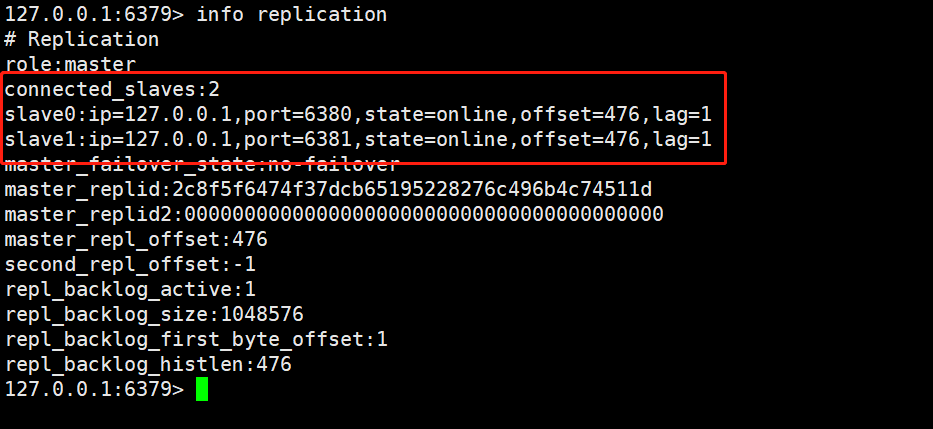 127.0.0.1:6379> info replication
# Replication
role:master
connected_slaves:2
slave0:ip=127.0.0.1,port=6380,state=online,offset=476,lag=1
slave1:ip=127.0.0.1,port=6381,state=online,offset=476,lag=1
master_failover_state:no-failover
master_replid:2c8f5f6474f37dcb65195228276c496b4c74511d
master_replid2:0000000000000000000000000000000000000000
master_repl_offset:476
second_repl_offset:-1
repl_backlog_active:1
repl_backlog_size:1048576
repl_backlog_first_byte_offset:1
repl_backlog_histlen:476
127.0.0.1:6379>